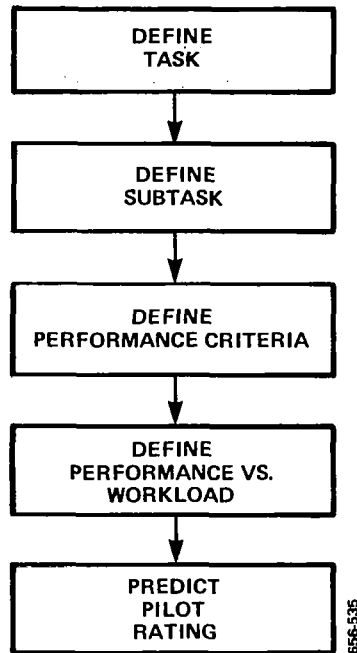 DEFINE
TASK
DEFINE
SUBTASK
DEFINE
PERFORMANCE CRITERIA
DEFINE
PERFORMANCE VS.
WORKLOAD
PREDICT
PILOT
RATING
656-535